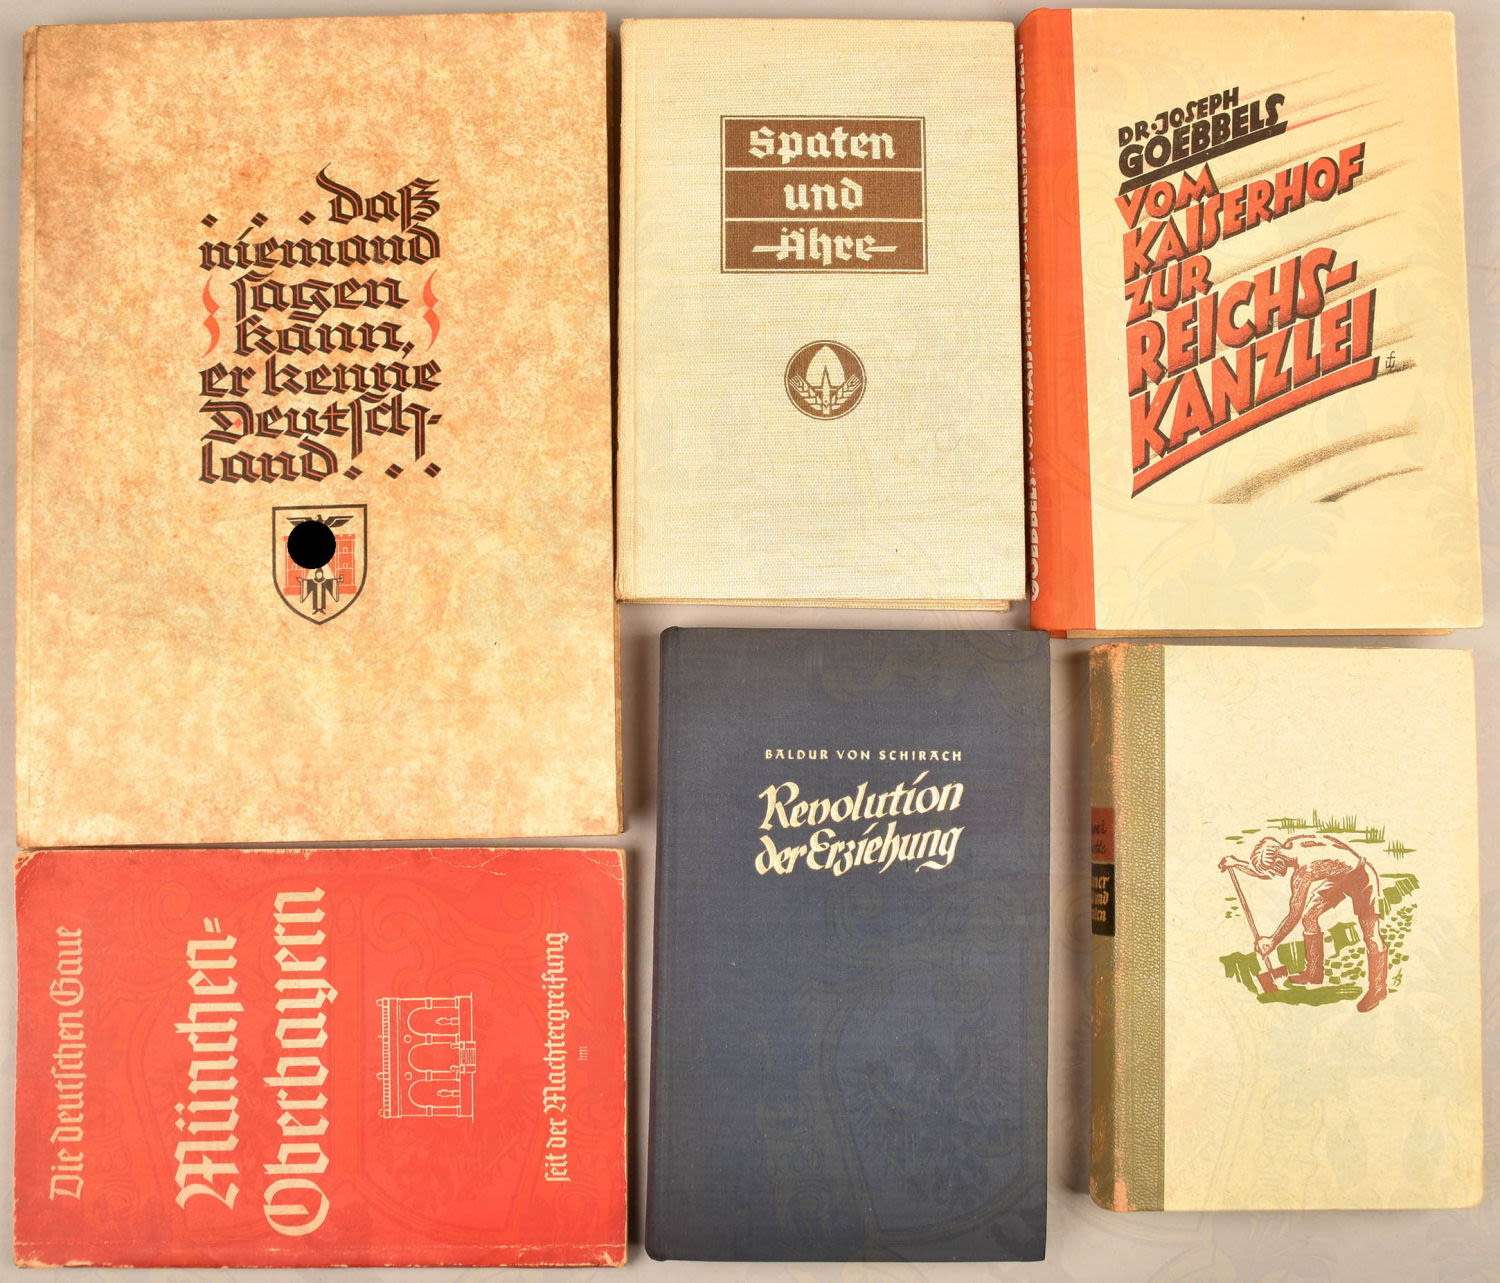 . . . daß
niemand
sagen
kann,
er kenne
Deutsch-
land. . .
Spaten
und
Ähre
DR. JOSEPH
GOEBBELS
VOM
KAISERHOF
ZUR
REICHS-
KANZLEI
Die deutschen Gaue
München-
Oberbayern
seit der Machtergreifung
BALDUR VON SCHIRACH
Revolution
der Erziehung